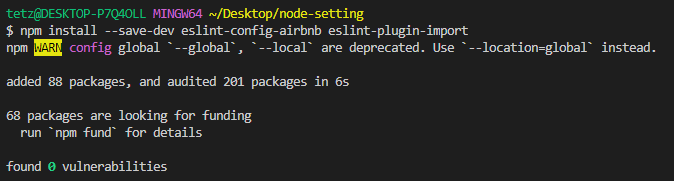 tetz@DESKTOP-P7Q4OLL MINGW64 ~/Desktop/node-setting
$ npm install --save-dev eslint-config-airbnb eslint-plugin-import
npm WARN config global `--global`, `--local` are deprecated. Use `--location=global` instead.
added 88 packages, and audited 201 packages in 6s
68 packages are looking for funding
run `npm fund` for details
found 0 vulnerabilities